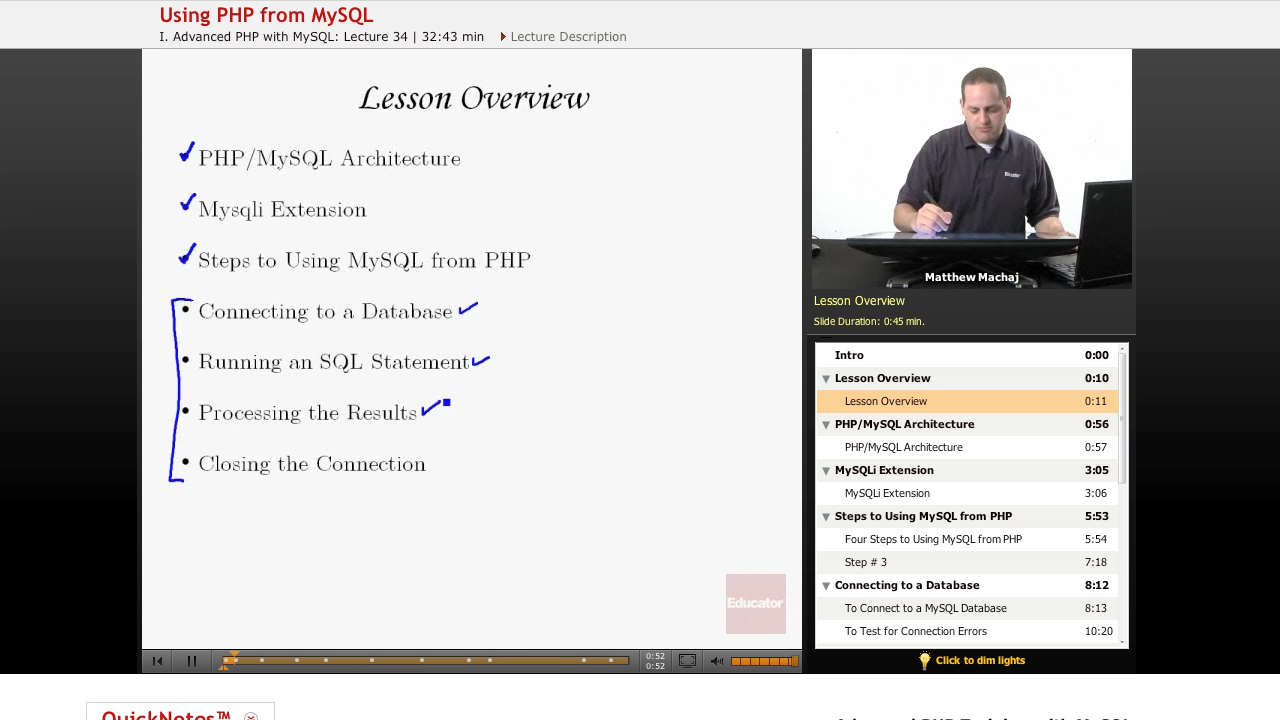 Using PHP from MySQL
I. Advanced PHP with MySQL: Lecture 34 | 32:43 min Lecture Description
Lesson Overview
PHP/MySQL Architecture
Mysqli Extension
Steps to Using MySQL from PHP
• Connecting to a Database
• Running an SQL Statement
• Processing the Results
• Closing the Connection
Educator
0:52
0:52
Matthew Machaj
Lesson Overview
Slide Duration: 0:45 min.
Intro 0:00
Lesson Overview 0:10
Lesson Overview 0:11
PHP/MySQL Architecture 0:56
PHP/MySQL Architecture 0:57
MySQLi Extension 3:05
MySQLi Extension 3:06
Steps to Using MySQL from PHP 5:53
Four Steps to Using MySQL from PHP 5:54
Step # 3 7:18
Connecting to a Database 8:12
To Connect to a MySQL Database 8:13
To Test for Connection Errors 10:20
Click to dim lights
QuickNotes™